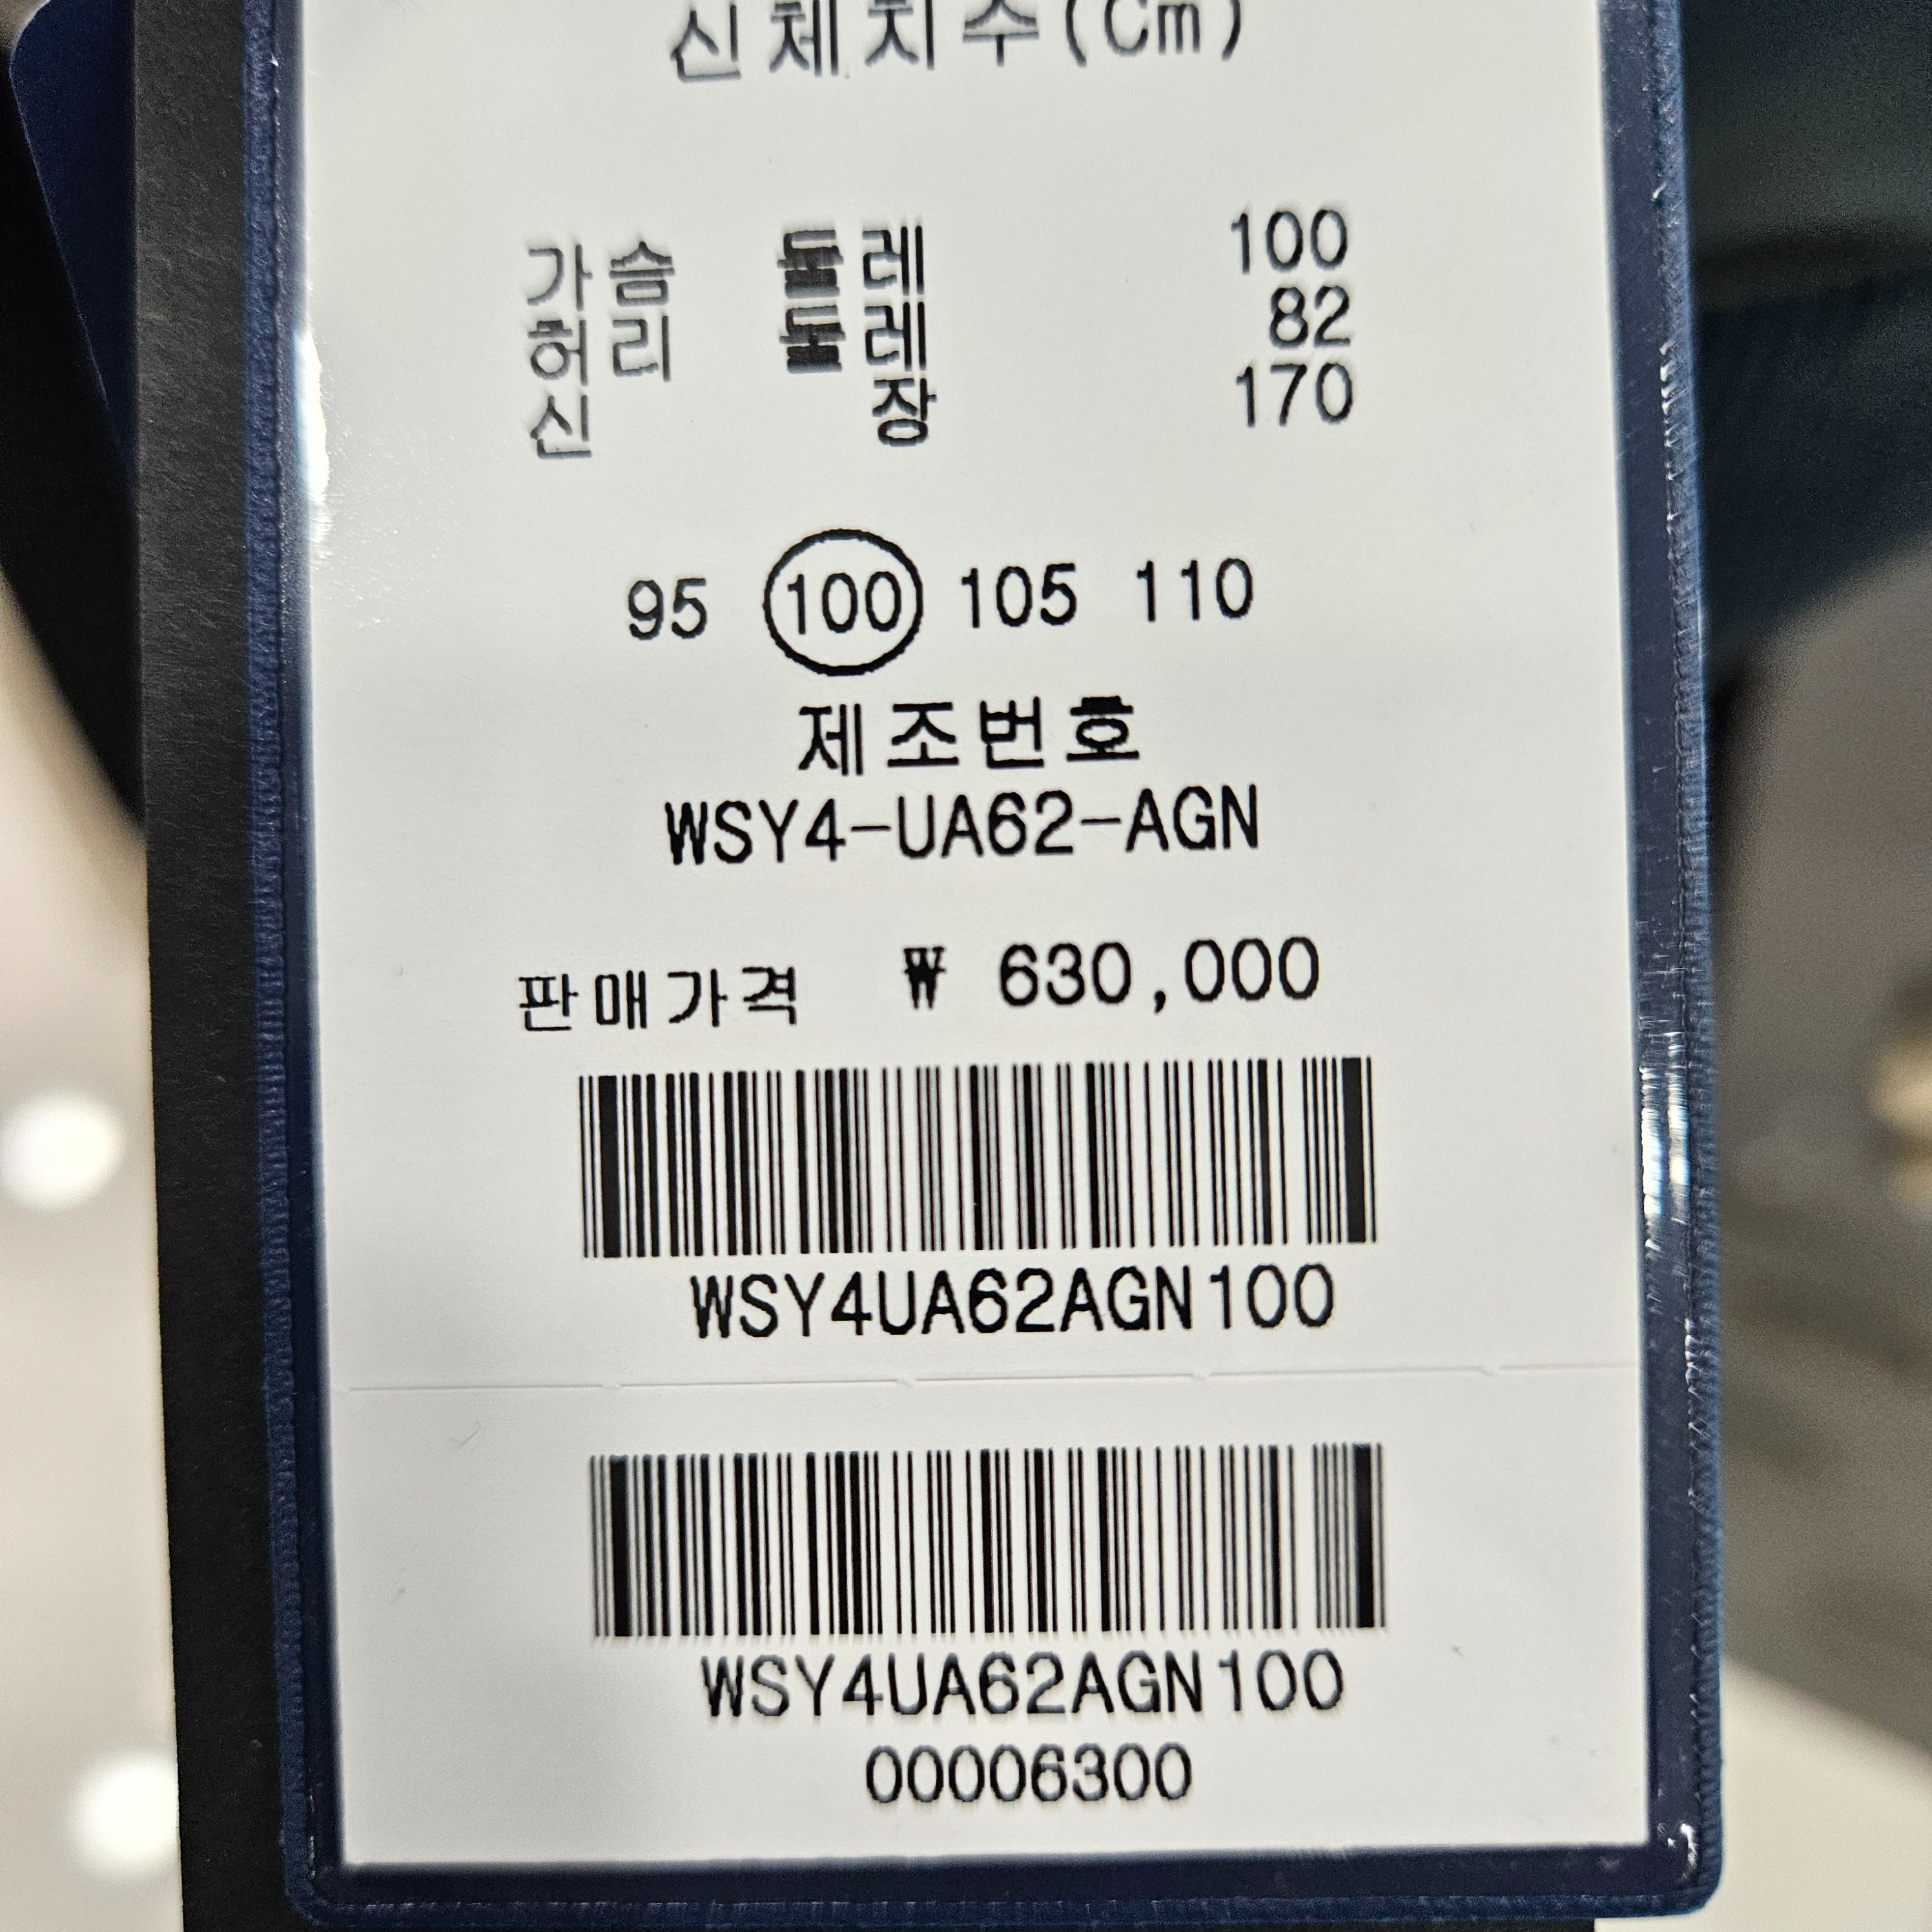 신체치수(Cm)
가슴 둘레 100
허리 둘레 82
신 장 170
95 100 105 110
제조번호
WSY4-UA62-AGN
판매가격 ₩ 630,000
WSY4UA62AGN100
WSY4UA62AGN100
00006300